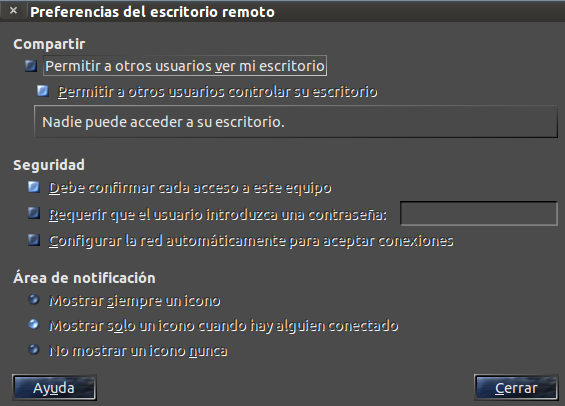 Preferencias del escritorio remoto
Compartir
Permitir a otros usuarios ver mi escritorio
Permitir a otros usuarios controlar su escritorio
Nadie puede acceder a su escritorio.
Seguridad
Debe confirmar cada acceso a este equipo
Requerir que el usuario introduzca una contraseña:
Configurar la red automáticamente para aceptar conexiones
Área de notificación
Mostrar siempre un icono
Mostrar solo un icono cuando hay alguien conectado
No mostrar un icono nunca
Ayuda
Cerrar